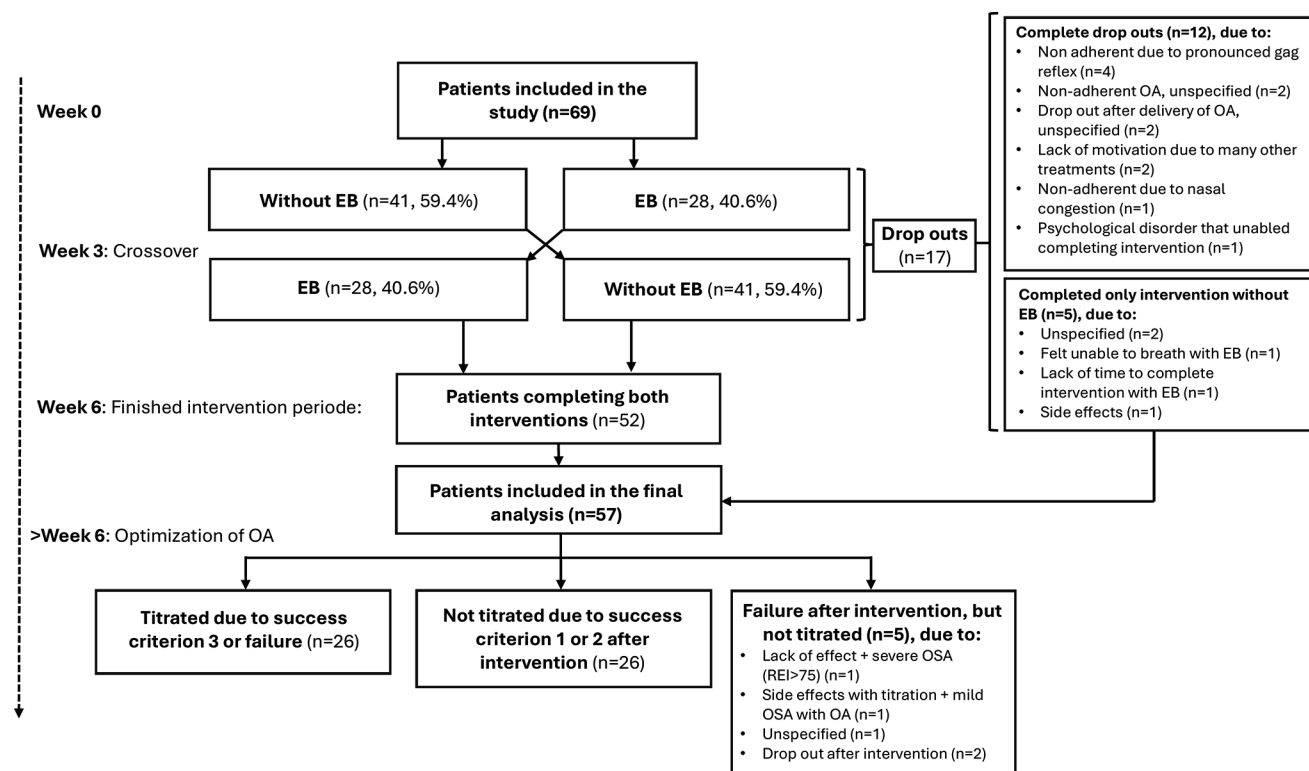 Week 0
Patients included in the
study (n=69)
Without EB (n=41, 59.4%)
EB (n=28, 40.6%)
Week 3: Crossover
EB (n=28, 40.6%)
Without EB (n=41, 59.4%)
Drop outs
(n=17)
Complete drop outs (n=12), due to:
• Non adherent due to pronounced gag
reflex (n=4)
• Non-adherent OA, unspecified (n=2)
• Drop out after delivery of OA,
unspecified (n=2)
• Lack of motivation due to many other
treatments (n=2)
• Non-adherent due to nasal
congestion (n=1)
• Psychological disorder that unabled
completing intervention (n=1)
Completed only intervention without
EB (n=5), due to:
• Unspecified (n=2)
• Felt unable to breath with EB (n=1)
• Lack of time to complete
intervention with EB (n=1)
• Side effects (n=1)
Week 6: Finished intervention periode:
Patients completing both
interventions (n=52)
Patients included in the final
analysis (n=57)
>Week 6: Optimization of OA
Titrated due to success
criterion 3 or failure (n=26)
Not titrated due to success
criterion 1 or 2 after
intervention (n=26)
Failure after intervention, but
not titrated (n=5), due to:
• Lack of effect + severe OSA
(REI>75) (n=1)
• Side effects with titration + mild
OSA with OA (n=1)
• Unspecified (n=1)
• Drop out after intervention (n=2)